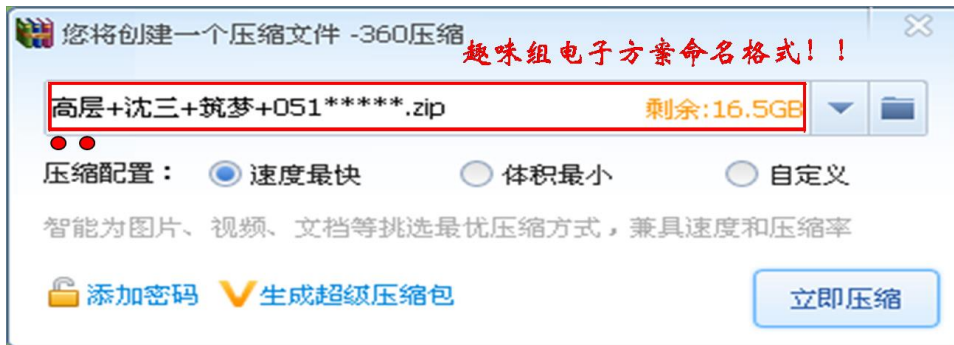 您将创建一个压缩文件 -360压缩
趣味组电子方案命名格式！！
高层+沈三+筑梦+051*****.zip 剩余:16.5GB
压缩配置： 速度最快 体积最小 自定义
智能为图片、视频、文档等挑选最优压缩方式，兼具速度和压缩率
添加密码 生成超级压缩包 立即压缩